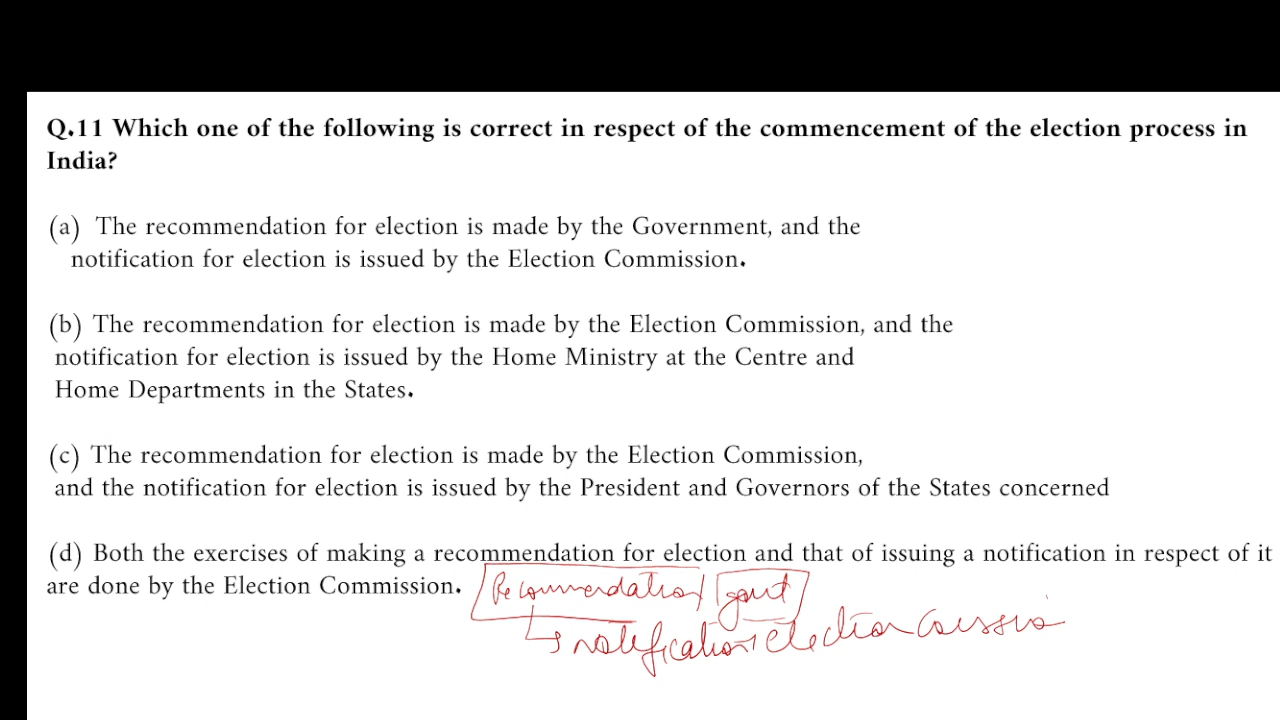 Q.11 Which one of the following is correct in respect of the commencement of the election process in
India?
(a) The recommendation for election is made by the Government, and the
notification for election is issued by the Election Commission.
(b) The recommendation for election is made by the Election Commission, and the
notification for election is issued by the Home Ministry at the Centre and
Home Departments in the States.
(c) The recommendation for election is made by the Election Commission,
and the notification for election is issued by the President and Governors of the States concerned
(d) Both the exercises of making a recommendation for election and that of issuing a notification in respect of it
are done by the Election Commission.
Recommendation govt
notification election